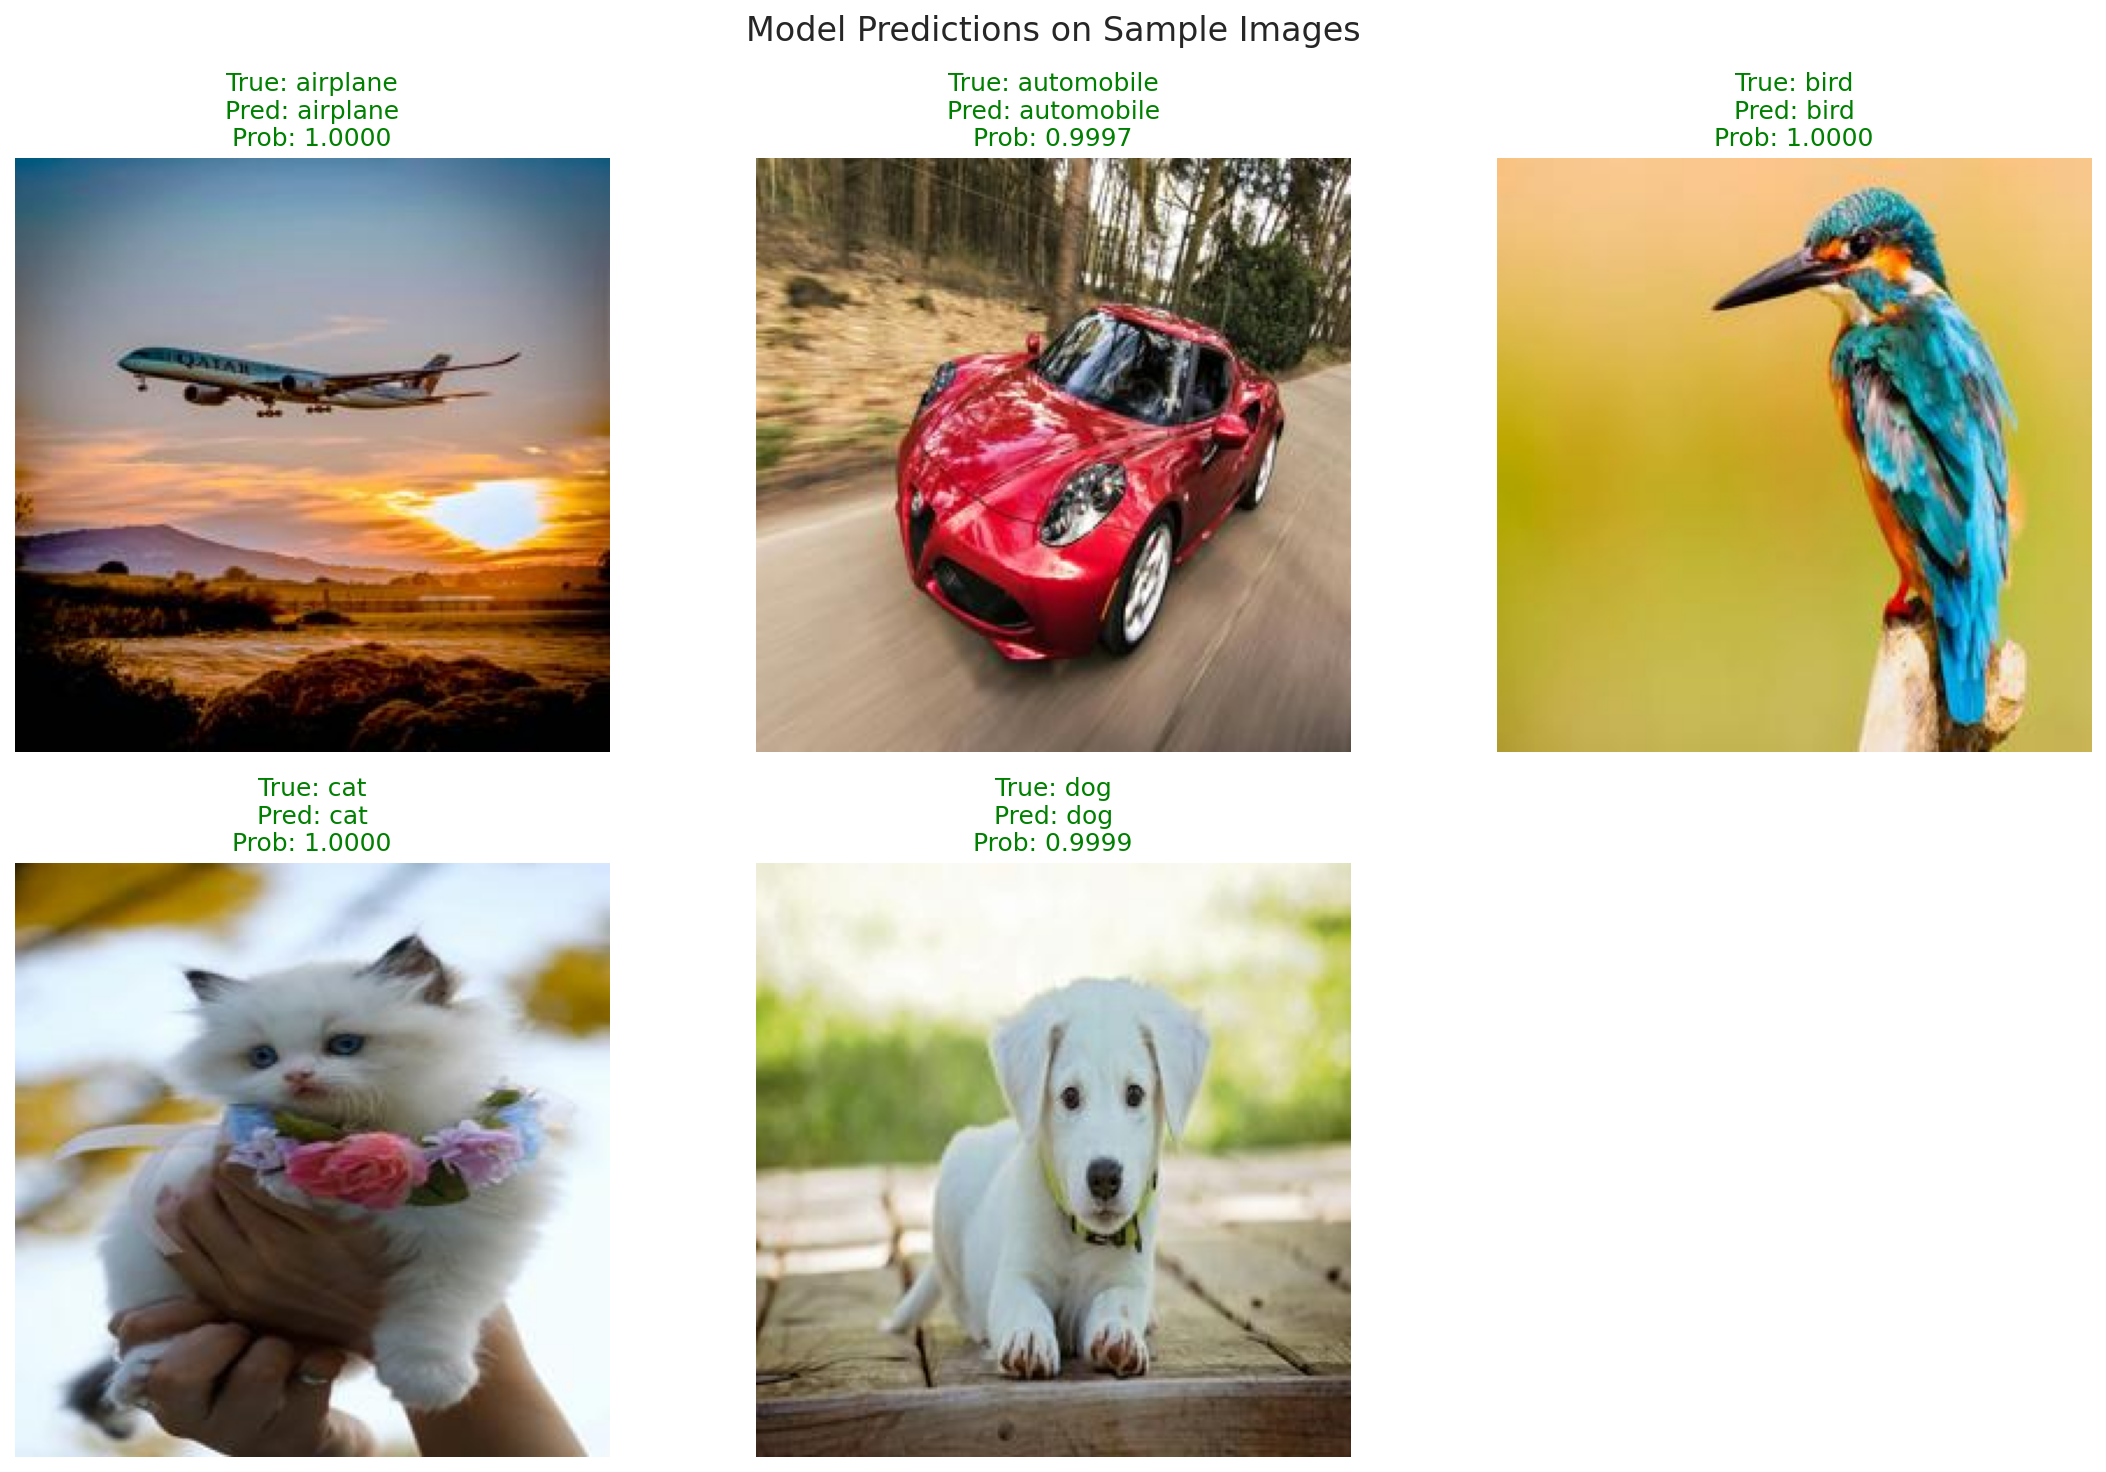 Model Predictions on Sample Images
True: airplane
Pred: airplane
Prob: 1.0000
True: automobile
Pred: automobile
Prob: 0.9997
True: bird
Pred: bird
Prob: 1.0000
QATAR
True: cat
Pred: cat
Prob: 1.0000
True: dog
Pred: dog
Prob: 0.9999